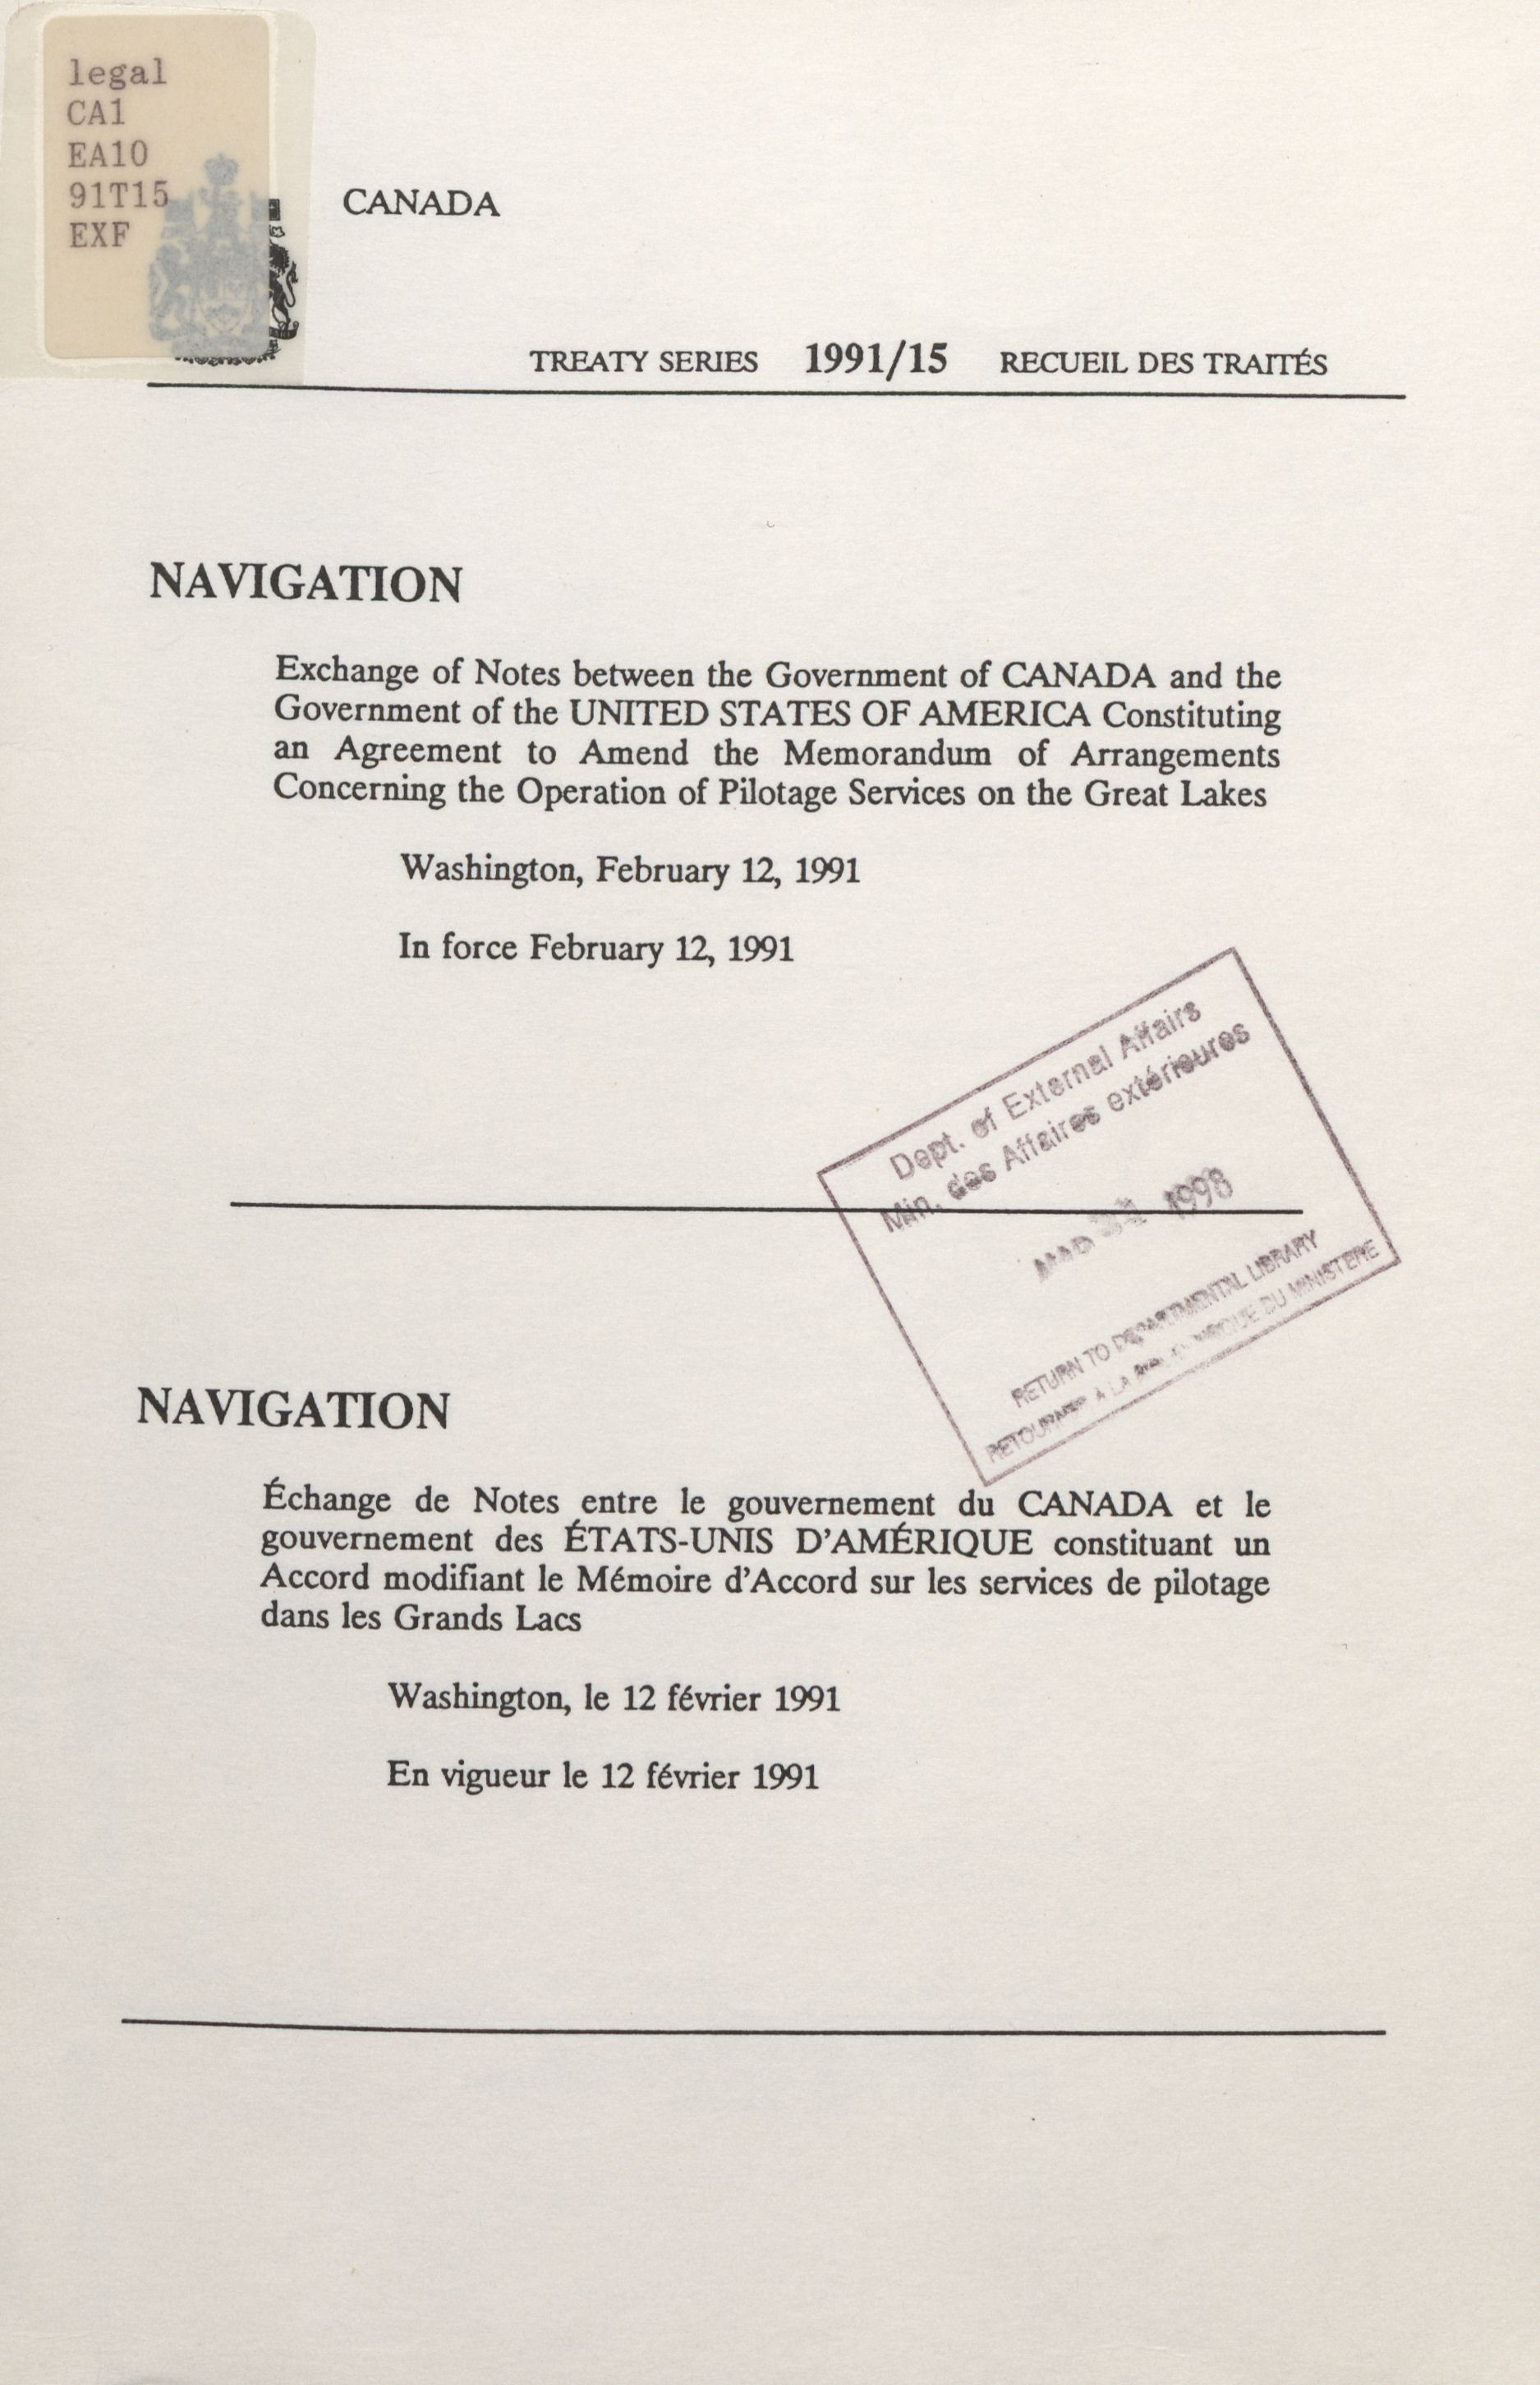 legal
CA1
EA10
91T15
EXF
CANADA
TREATY SERIES 1991/15 RECUEIL DES TRAITÉS
NAVIGATION
Exchange of Notes between the Government of CANADA and the
Government of the UNITED STATES OF AMERICA Constituting
an Agreement to Amend the Memorandum of Arrangements
Concerning the Operation of Pilotage Services on the Great Lakes
Washington, February 12, 1991
In force February 12, 1991
Dept. of External Affairs
Min. des Affaires extérieures
1998
RETURN TO DEPARTMENTAL LIBRARY
RETOURNER A LA DU MINISTERE
NAVIGATION
Échange de Notes entre le gouvernement du CANADA et le
gouvernement des ÉTATS-UNIS D'AMÉRIQUE constituant un
Accord modifiant le Mémoire d'Accord sur les services de pilotage
dans les Grands Lacs
Washington, le 12 février 1991
En vigueur le 12 février 1991